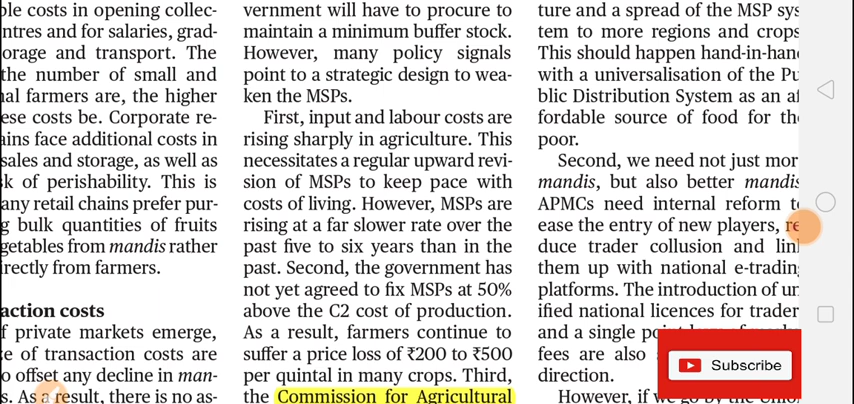 ble costs in opening collec-
ntres and for salaries, grad-
orage and transport. The
the number of small and
nal farmers are, the higher
ese costs be. Corporate re-
ains face additional costs in
sales and storage, as well as
sk of perishability. This is
any retail chains prefer pur-
g bulk quantities of fruits
getables from mandis rather
irectly from farmers.
action costs
f private markets emerge,
ze of transaction costs are
o offset any decline in man-
s. As a result, there is no as-
vernment will have to procure to
maintain a minimum buffer stock.
However, many policy signals
point to a strategic design to wea-
ken the MSPs.
First, input and labour costs are
rising sharply in agriculture. This
necessitates a regular upward revi-
sion of MSPs to keep pace with
costs of living. However, MSPs are
rising at a far slower rate over the
past five to six years than in the
past. Second, the government has
not yet agreed to fix MSPs at 50%
above the C2 cost of production.
As a result, farmers continue to
suffer a price loss of ₹200 to ₹500
per quintal in many crops. Third,
the Commission for Agricultural
ture and a spread of the MSP sys
tem to more regions and crops
This should happen hand-in-han
with a universalisation of the Pu
blic Distribution System as an af
fordable source of food for th
poor.
Second, we need not just mor
mandis, but also better mandis
APMCs need internal reform t
ease the entry of new players, re
duce trader collusion and lin
them up with national e-trading
platforms. The introduction of un
ified national licences for trader
and a single
fees are also
direction.
However, if we go by the
Subscribe